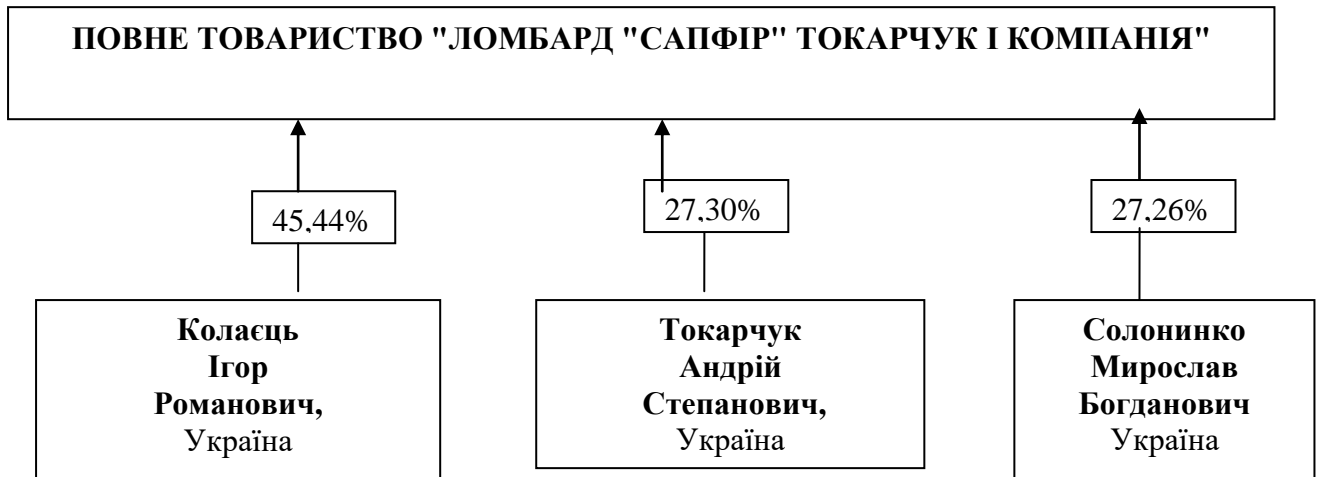 ПОВНЕ ТОВАРИСТВО "ЛОМБАРД "САПФІР" ТОКАРЧУК І КОМПАНІЯ"
45,44%
27,30%
27,26%
Колаєць
Ігор
Романович,
Україна
Токарчук
Андрій
Степанович,
Україна
Солонинко
Мирослав
Богданович
Україна